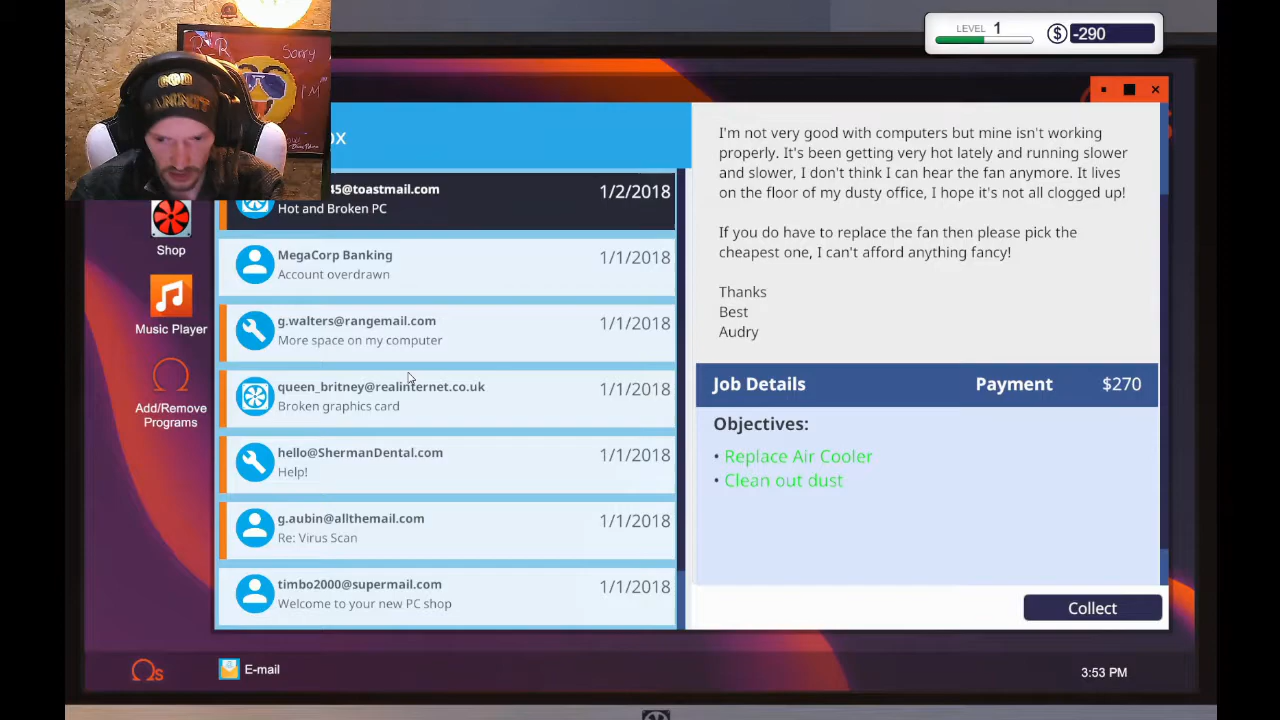 LEVEL 1
$ -290
R R Sorry
PM
GOD
DAMMIT
ox
45@toastmail.com 1/2/2018
Hot and Broken PC
MegaCorp Banking 1/1/2018
Account overdrawn
g.walters@rangemail.com 1/1/2018
More space on my computer
queen_britney@realinternet.co.uk 1/1/2018
Broken graphics card
hello@ShermanDental.com 1/1/2018
Help!
g.aubin@allthemail.com 1/1/2018
Re: Virus Scan
timbo2000@supermail.com 1/1/2018
Welcome to your new PC shop
Shop
Music Player
Add/Remove
Programs
I'm not very good with computers but mine isn't working
properly. It's been getting very hot lately and running slower
and slower, I don't think I can hear the fan anymore. It lives
on the floor of my dusty office, I hope it's not all clogged up!
If you do have to replace the fan then please pick the
cheapest one, I can't afford anything fancy!
Thanks
Best
Audry
Job Details Payment $270
Objectives:
• Replace Air Cooler
• Clean out dust
Collect
Ωs E-mail 3:53 PM